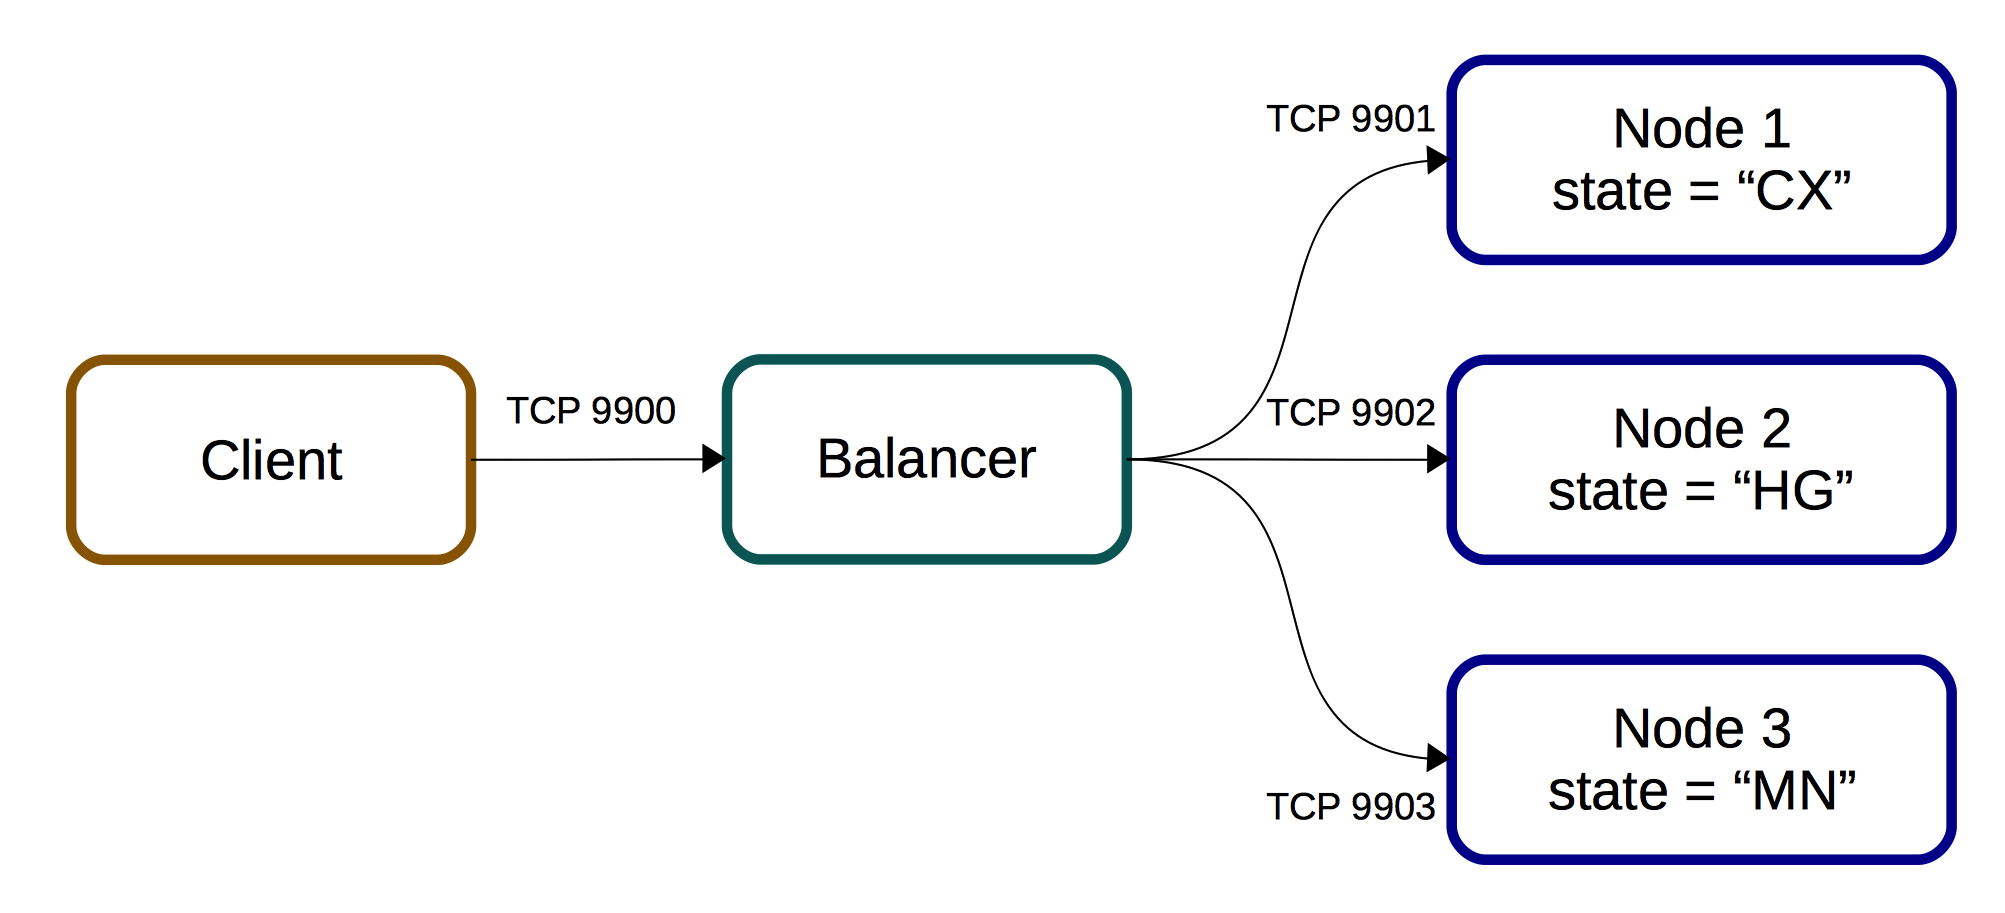 Client
TCP 9900
Balancer
TCP 9901
Node 1
state = “CX”
TCP 9902
Node 2
state = “HG”
TCP 9903
Node 3
state = “MN”